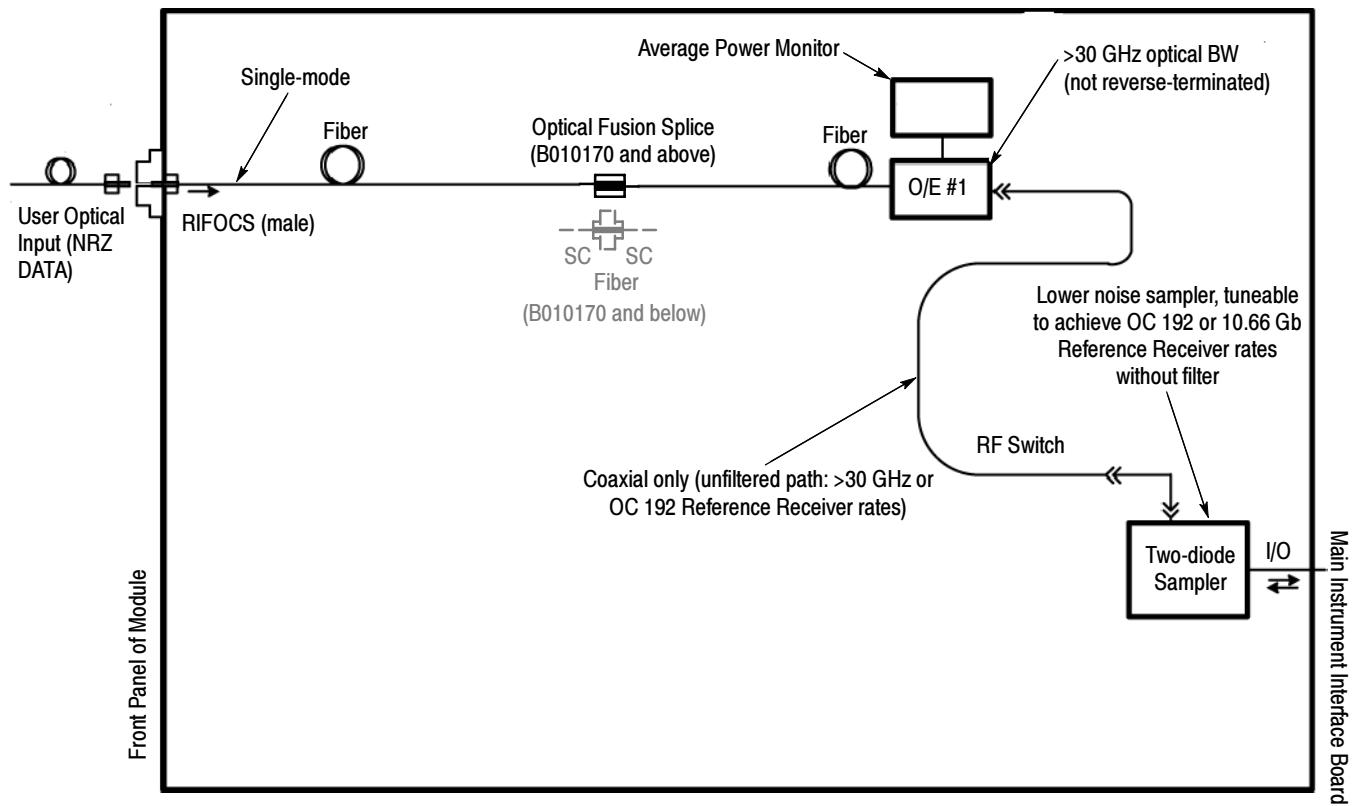 Average Power Monitor
>30 GHz optical BW
(not reverse-terminated)
Single-mode
Fiber
Optical Fusion Splice
(B010170 and above)
Fiber
O/E #1
User Optical
Input (NRZ
DATA)
RIFOCS (male)
SC SC
Fiber
(B010170 and below)
Lower noise sampler, tuneable
to achieve OC 192 or 10.66 Gb
Reference Receiver rates
without filter
RF Switch
Coaxial only (unfiltered path: >30 GHz or
OC 192 Reference Receiver rates)
Two-diode
Sampler
I/O
Front Panel of Module
Main Instrument Interface Board